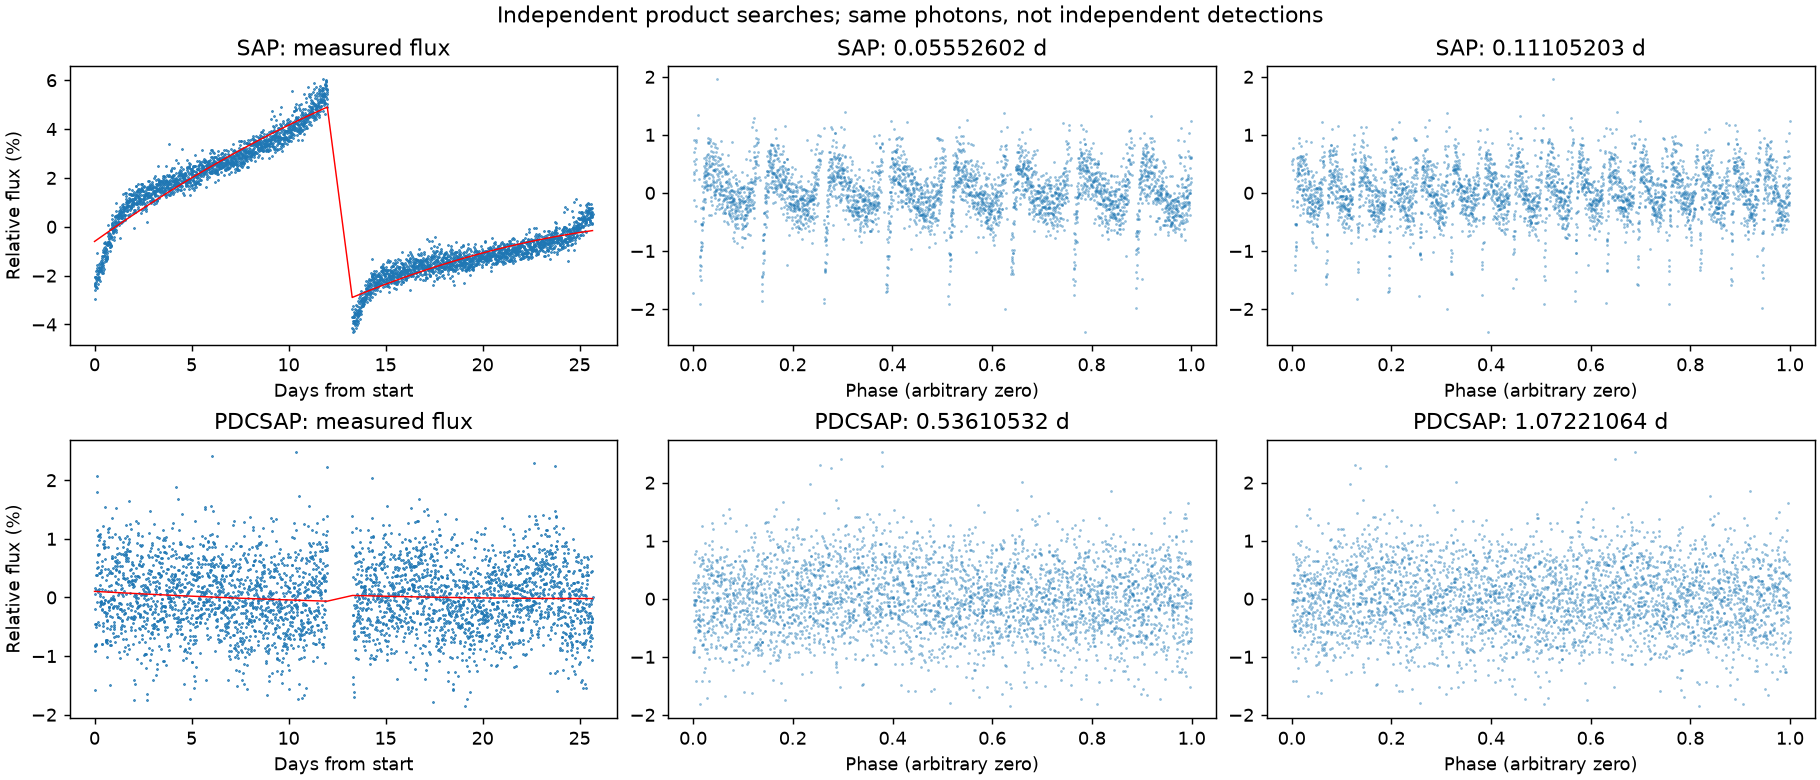 Independent product searches; same photons, not independent detections
SAP: measured flux
SAP: 0.05552602 d
SAP: 0.11105203 d
Relative flux (%)
6
4
2
0
−2
−4
2
1
0
−1
−2
2
1
0
−1
−2
0 5 10 15 20 25
0.0 0.2 0.4 0.6 0.8 1.0
0.0 0.2 0.4 0.6 0.8 1.0
Days from start
Phase (arbitrary zero)
Phase (arbitrary zero)
PDCSAP: measured flux
PDCSAP: 0.53610532 d
PDCSAP: 1.07221064 d
Relative flux (%)
2
1
0
−1
−2
2
1
0
−1
−2
2
1
0
−1
−2
0 5 10 15 20 25
0.0 0.2 0.4 0.6 0.8 1.0
0.0 0.2 0.4 0.6 0.8 1.0
Days from start
Phase (arbitrary zero)
Phase (arbitrary zero)